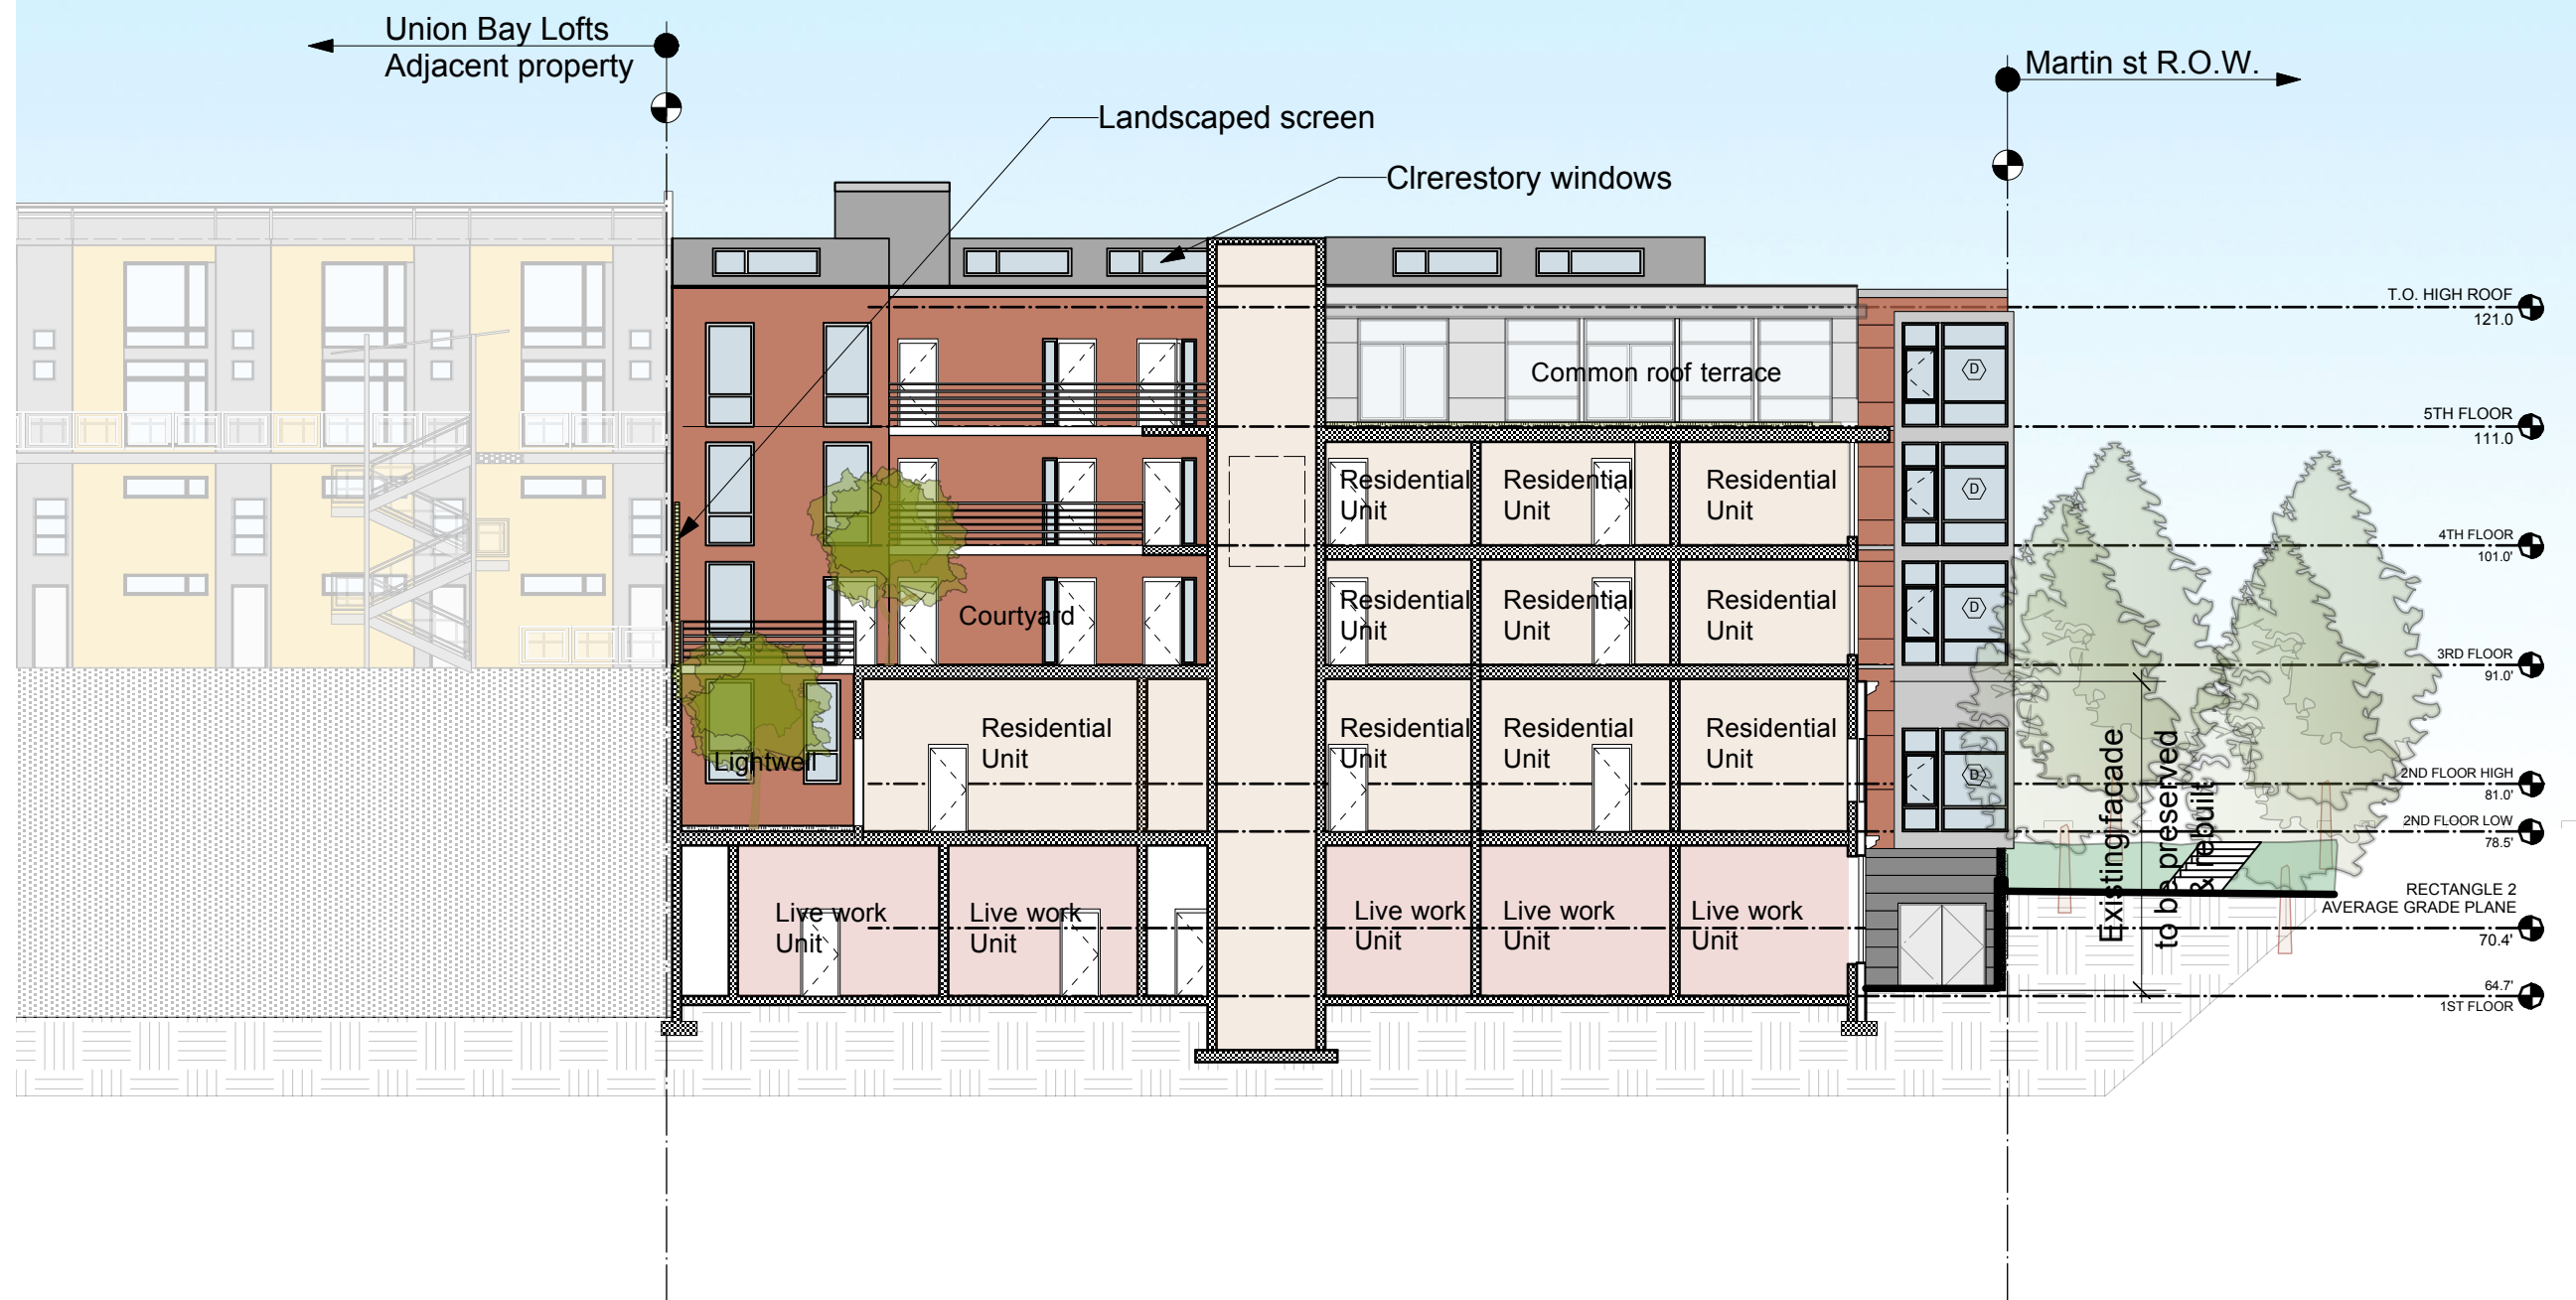 Union Bay Lofts
Adjacent property
Martin st R.O.W.
Landscaped screen
Clrerestory windows
T.O. HIGH ROOF
121.0
Common roof terrace
D
5TH FLOOR
111.0
Residential
Unit
Residential
Unit
Residential
Unit
D
4TH FLOOR
101.0'
Courtyard
Residential
Unit
Residential
Unit
Residential
Unit
D
3RD FLOOR
91.0'
Lightwell
Residential
Unit
Residential
Unit
Residential
Unit
Residential
Unit
D
2ND FLOOR HIGH
81.0'
2ND FLOOR LOW
78.5'
Existing facade
to be preserved
& rebuilt
RECTANGLE 2
AVERAGE GRADE PLANE
70.4'
Live work
Unit
Live work
Unit
Live work
Unit
Live work
Unit
Live work
Unit
64.7'
1ST FLOOR